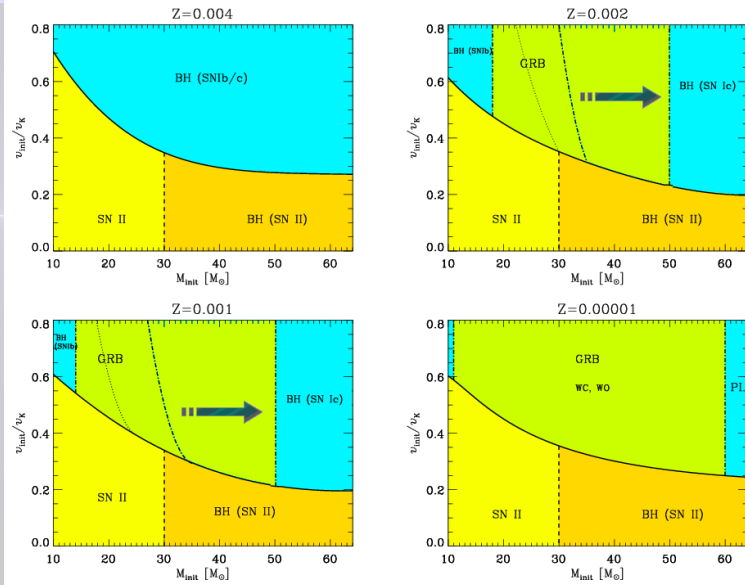 Z=0.004
0.8
0.6
0.4
0.2
0.0
v_init/v_K
BH (SNIb/c)
SN II
BH (SN II)
10 20 30 40 50 60
M_init [M_⊙]
Z=0.002
0.8
0.6
0.4
0.2
0.0
v_init/v_K
BH (SNIb)
GRB
BH (SN Ic)
SN II
BH (SN II)
10 20 30 40 50 60
M_init [M_⊙]
Z=0.001
0.8
0.6
0.4
0.2
0.0
v_init/v_K
BH
(SNIb)
GRB
BH (SN Ic)
SN II
BH (SN II)
10 20 30 40 50 60
M_init [M_⊙]
Z=0.00001
0.8
0.6
0.4
0.2
0.0
v_init/v_K
GRB
WC, WO
SN II
BH (SN II)
10 20 30 40 50 60
M_init [M_⊙]